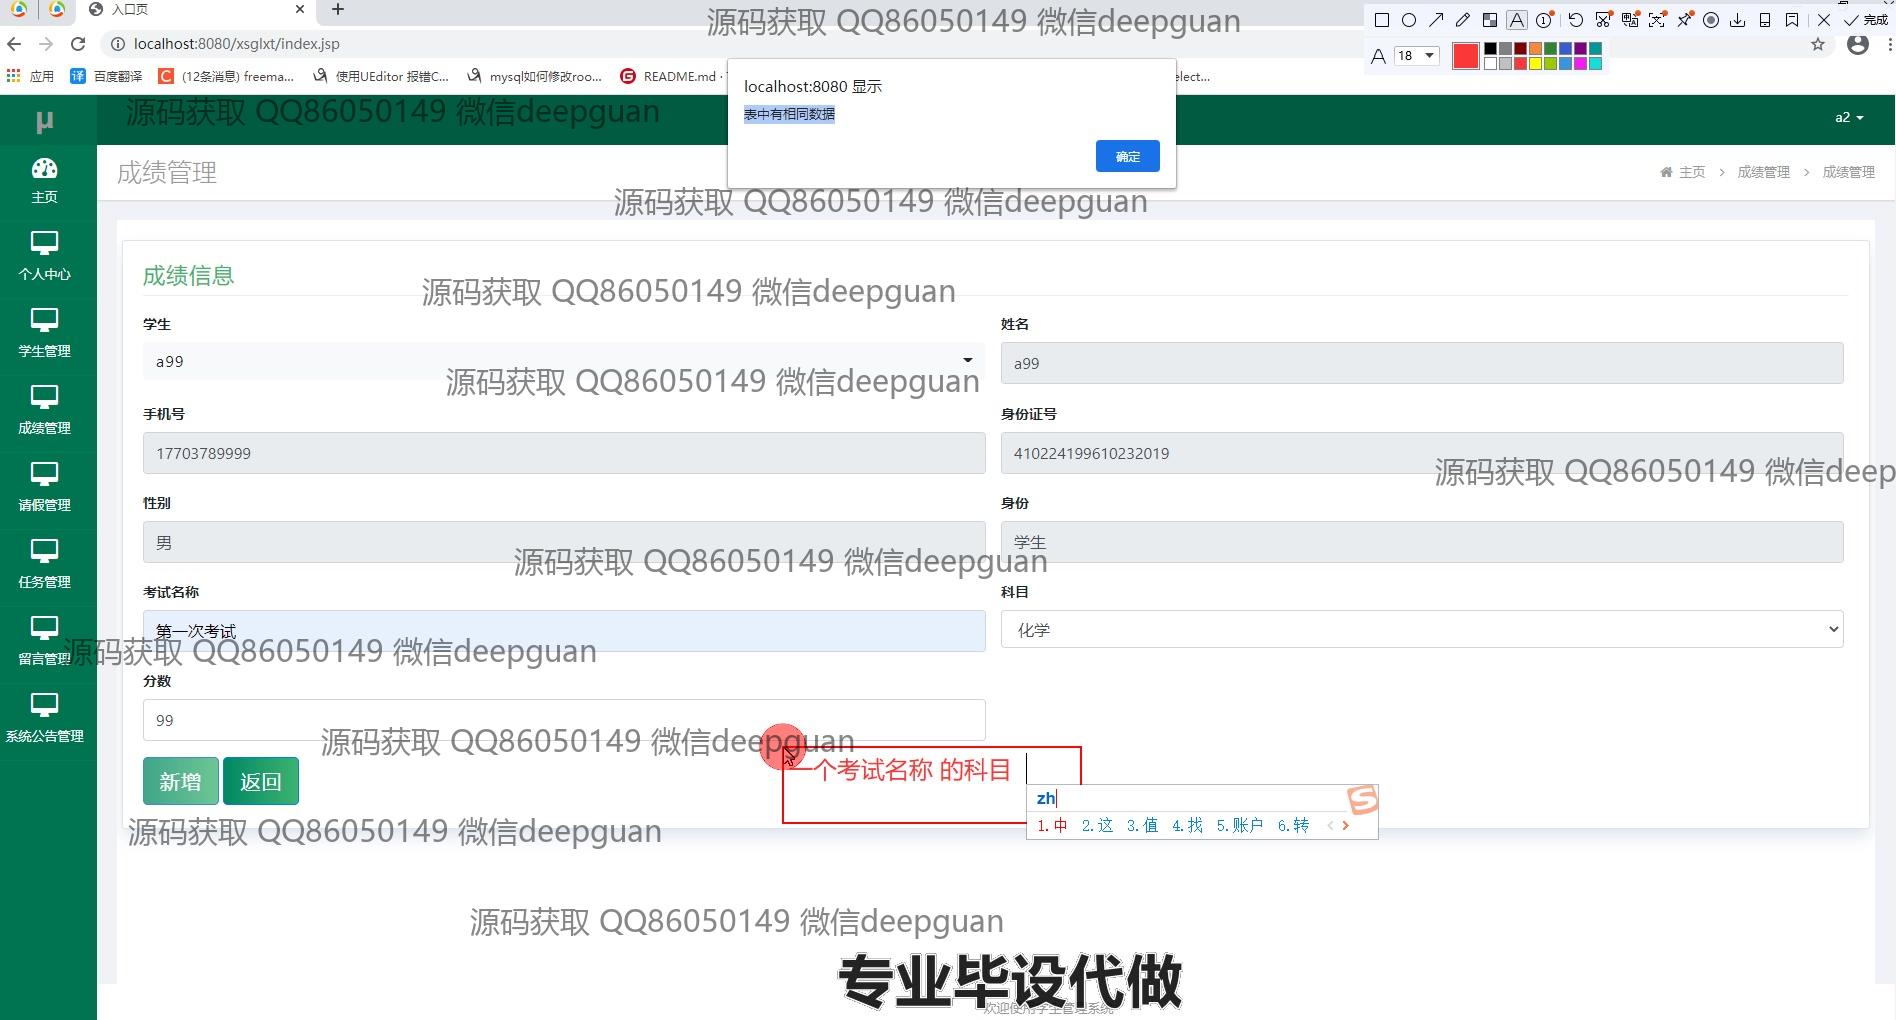 入口页
源码获取 QQ86050149 微信deepguan
完成
localhost:8080/xsglxt/index.jsp
18
应用
百度翻译
(12条消息) freema...
使用UEditor 报错C...
mysql如何修改roo...
README.md
elect...
localhost:8080 显示
表中有相同数据
确定
μ
源码获取 QQ86050149 微信deepguan
a2
主页
成绩管理
主页 > 成绩管理 > 成绩管理
源码获取 QQ86050149 微信deepguan
个人中心
成绩信息
源码获取 QQ86050149 微信deepguan
学生
姓名
学生管理
a99
a99
源码获取 QQ86050149 微信deepguan
手机号
身份证号
成绩管理
17703789999
410224199610232019
源码获取 QQ86050149 微信deep
性别
身份
请假管理
男
学生
源码获取 QQ86050149 微信deepguan
任务管理
考试名称
科目
第一次考试
化学
源码获取 QQ86050149 微信deepguan
留言管理
分数
99
系统公告管理
源码获取 QQ86050149 微信deepguan
新增
返回
一个考试名称 的科目
zh
1.中 2.这 3.值 4.找 5.账户 6.转
源码获取 QQ86050149 微信deepguan
源码获取 QQ86050149 微信deepguan
专业毕设代做
欢迎使用学生管理系统